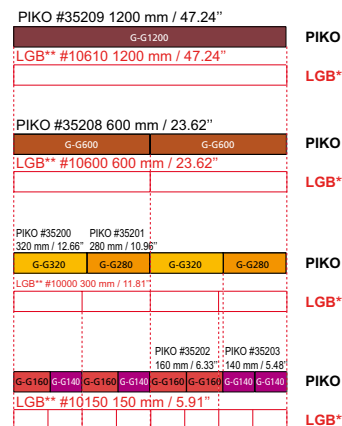 PIKO #35209 1200 mm / 47.24”
G-G1200 PIKO
LGB** #10610 1200 mm / 47.24”
LGB*
PIKO #35208 600 mm / 23.62”
G-G600 G-G600 PIKO
LGB** #10600 600 mm / 23.62”
LGB*
PIKO #35200 PIKO #35201
320 mm / 12.66” 280 mm / 10.96”
G-G320 G-G280 G-G320 G-G280 PIKO
LGB** #10000 300 mm / 11.81”
LGB*
PIKO #35202 PIKO #35203
160 mm / 6.33” 140 mm / 5.48”
G-G160 G-G140 G-G160 G-G140 G-G160 G-G160 G-G140 G-G140 PIKO
LGB** #10150 150 mm / 5.91”
LGB*